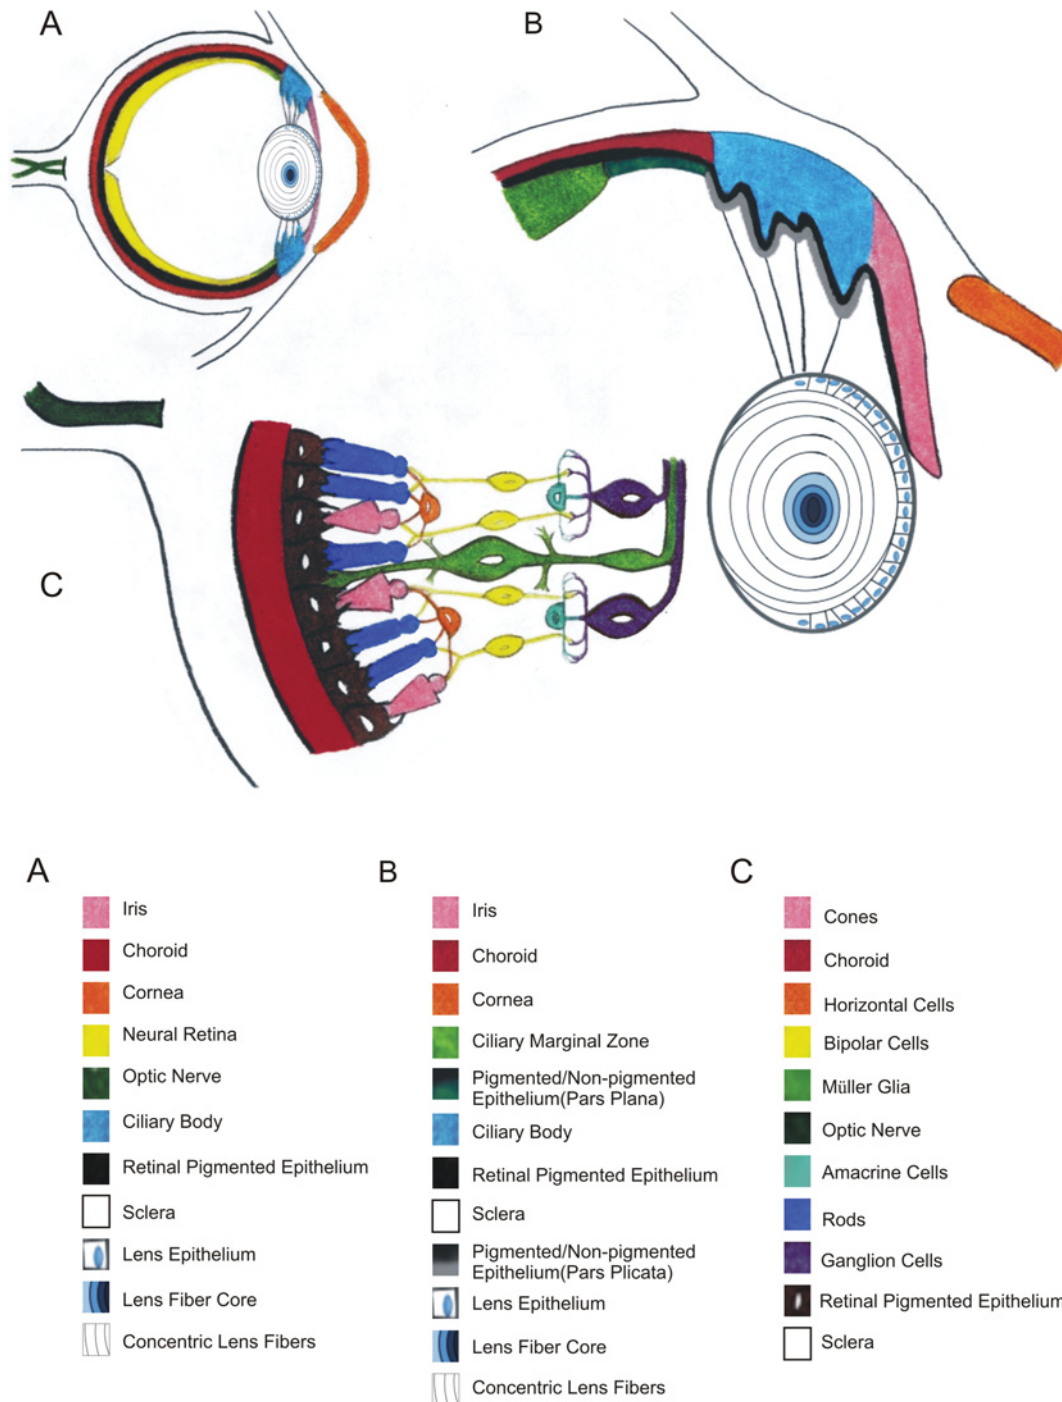 A
B
C
A
Iris
Choroid
Cornea
Neural Retina
Optic Nerve
Ciliary Body
Retinal Pigmented Epithelium
Sclera
Lens Epithelium
Lens Fiber Core
Concentric Lens Fibers
B
Iris
Choroid
Cornea
Ciliary Marginal Zone
Pigmented/Non-pigmented
Epithelium(Pars Plana)
Ciliary Body
Retinal Pigmented Epithelium
Sclera
Pigmented/Non-pigmented
Epithelium(Pars Plicata)
Lens Epithelium
Lens Fiber Core
Concentric Lens Fibers
C
Cones
Choroid
Horizontal Cells
Bipolar Cells
Müller Glia
Optic Nerve
Amacrine Cells
Rods
Ganglion Cells
Retinal Pigmented Epithelium
Sclera